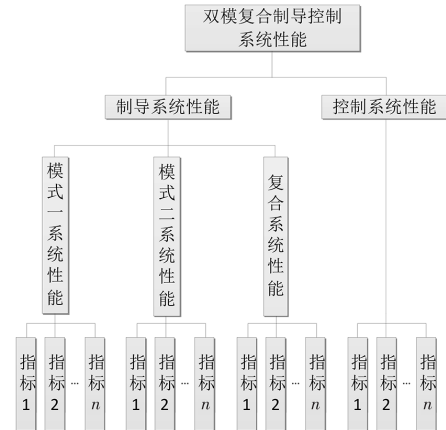 双模复合制导控制
系统性能
制导系统性能
控制系统性能
模式一系统性能
模式二系统性能
复合系统性能
指标1
指标2
...
指标n
指标1
指标2
...
指标n
指标1
指标2
...
指标n
指标1
指标2
...
指标n